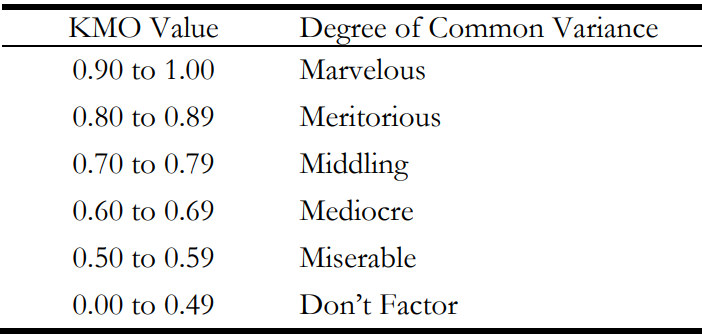 KMO Value Degree of Common Variance
0.90 to 1.00 Marvelous
0.80 to 0.89 Meritorious
0.70 to 0.79 Middling
0.60 to 0.69 Mediocre
0.50 to 0.59 Miserable
0.00 to 0.49 Don’t Factor